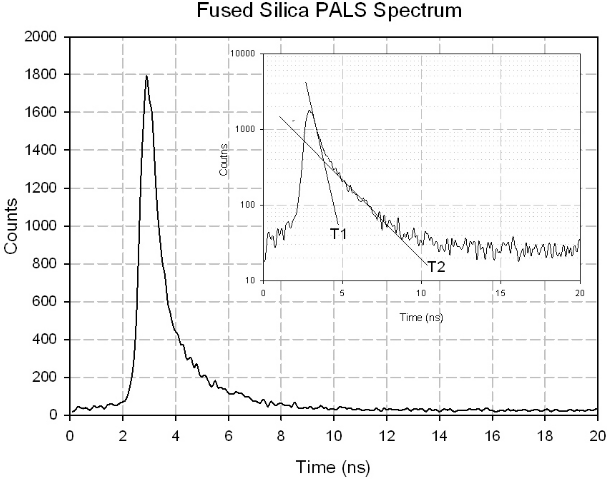 Fused Silica PALS Spectrum
2000
1800
1600
1400
1200
1000
800
600
400
200
0
Counts
0 2 4 6 8 10 12 14 16 18 20
Time (ns)
10000
1000
100
10
Coutns
T1
T2
0 5 10 15 20
Time (ns)